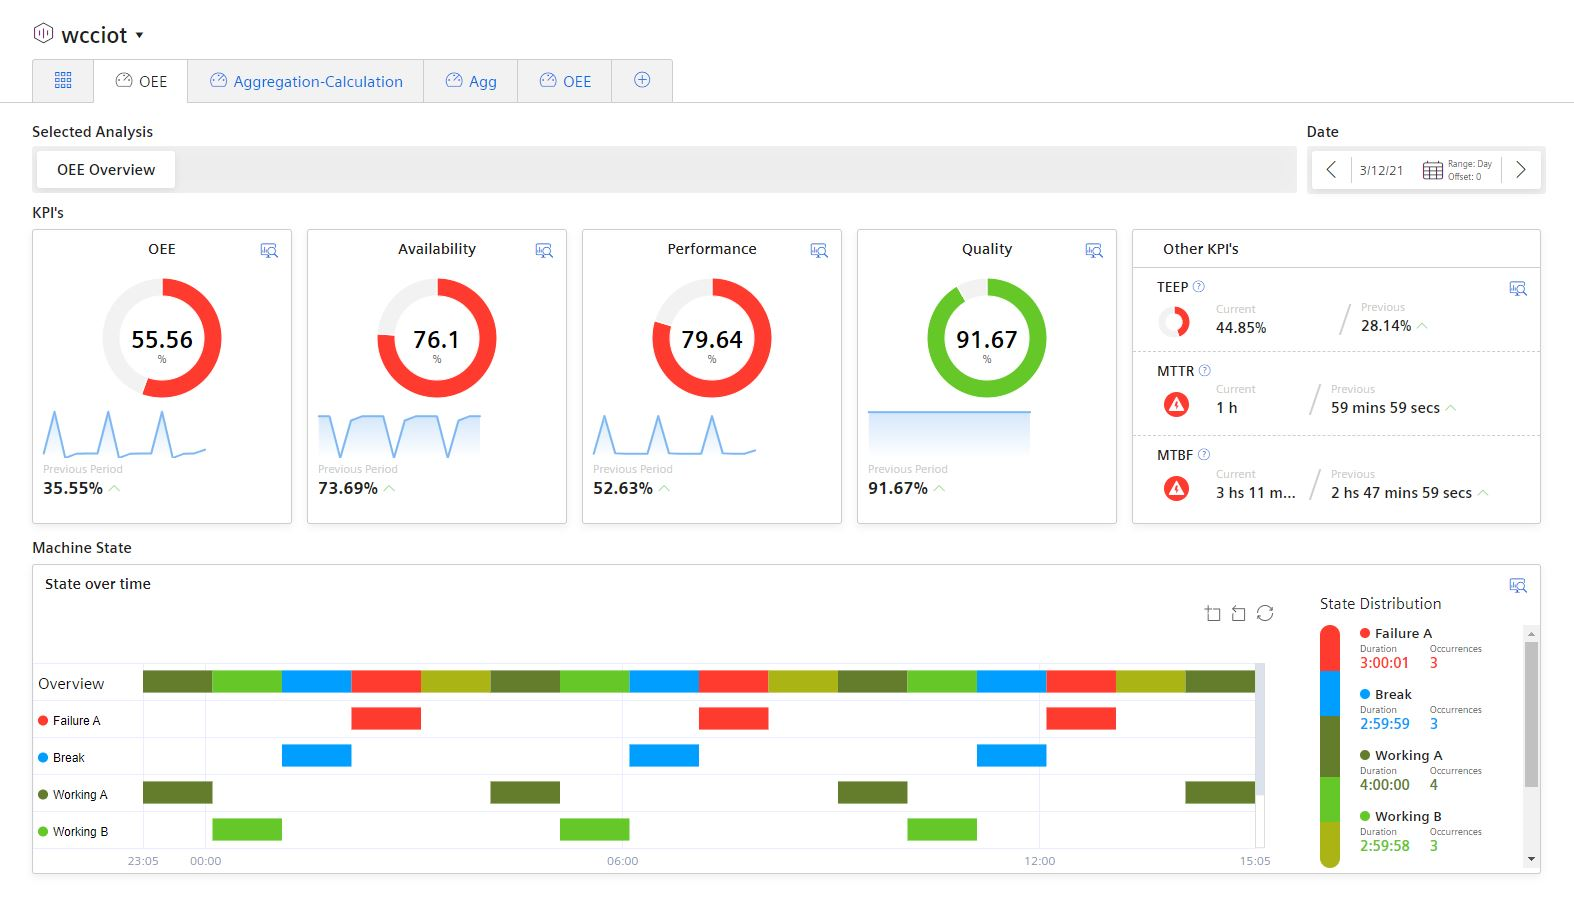 wcciot
OEE
Aggregation-Calculation
Agg
OEE
Selected Analysis
Date
OEE Overview
3/12/21
Range: Day
Offset: 0
KPI's
OEE
55.56
%
Previous Period
35.55%
Availability
76.1
%
Previous Period
73.69%
Performance
79.64
%
Previous Period
52.63%
Quality
91.67
%
Previous Period
91.67%
Other KPI's
TEEP
Current
44.85%
Previous
28.14%
MTTR
Current
1 h
Previous
59 mins 59 secs
MTBF
Current
3 hs 11 m...
Previous
2 hs 47 mins 59 secs
Machine State
State over time
Overview
Failure A
Break
Working A
Working B
23:05 00:00 06:00 12:00 15:05
State Distribution
Failure A
Duration Occurrences
3:00:01 3
Break
Duration Occurrences
2:59:59 3
Working A
Duration Occurrences
4:00:00 4
Working B
Duration Occurrences
2:59:58 3